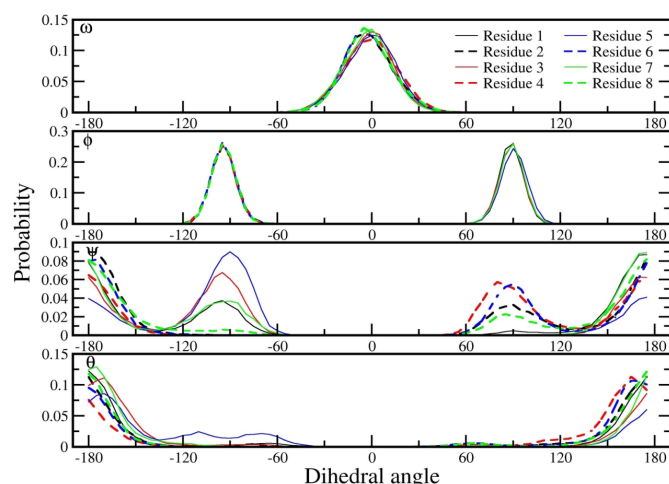 ω
0.15
0.1
0.05
0
-180 -120 -60 0 60 120 180
Residue 1
Residue 2
Residue 3
Residue 4
Residue 5
Residue 6
Residue 7
Residue 8
ϕ
0.3
0.2
0.1
0
-180 -120 -60 0 60 120 180
Probability
Ψ
0.1
0.08
0.06
0.04
0.02
0
-180 -120 -60 0 60 120 180
θ
0.15
0.1
0.05
0
-180 -120 -60 0 60 120 180
Dihedral angle